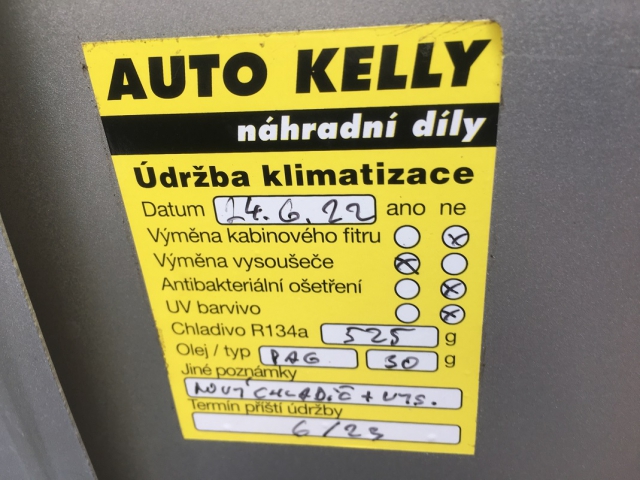 AUTO KELLY
náhradní díly
Údržba klimatizace
Datum 24.6.22 ano ne
Výměna kabinového fitru
Výměna vysoušeče
Antibakteriální ošetření
UV barvivo
Chladivo R134a 525 g
Olej / typ PAG 30 g
Jiné poznámky
NOVÝ CHLADIČ + VYS.
Termín příští údržby
6/23